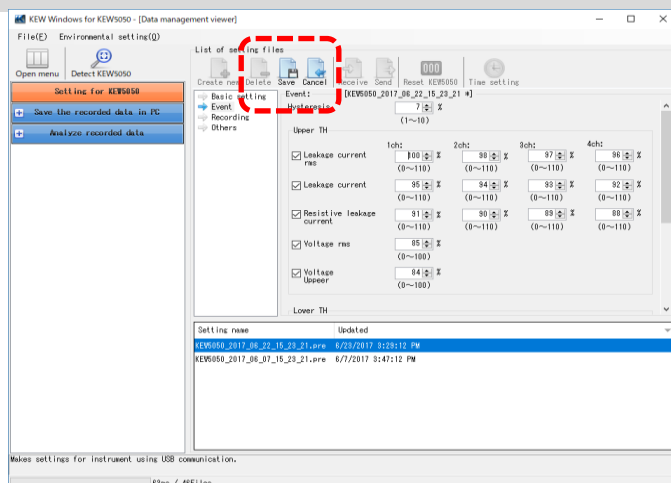 KEW Windows for KEW5050 - [Data management viewer]
File(E) Environmental setting(O)
Open menu Detect KEW5050
List of setting files
Create new Delete Save Cancel Receive Send Reset KEW5050 Time setting
Setting for KEW5050
Save the recorded data in PC
Analyze recorded data
Basic setting
Event
Recording
Others
Event: [KEW5050_2017_06_22_15_23_21 *]
Hysteresis 7 %
(1~10)
Upper TH
1ch: 2ch: 3ch: 4ch:
Leakage current rms 100 % 98 % 97 % 96 %
(0~110) (0~110) (0~110) (0~110)
Leakage current 95 % 94 % 93 % 92 %
(0~110) (0~110) (0~110) (0~110)
Resistive leakage current 91 % 90 % 89 % 88 %
(0~110) (0~110) (0~110) (0~110)
Voltage rms 85 %
(0~100)
Voltage Uppeer 84 %
(0~100)
Lower TH
Setting name Updated
KEW5050_2017_06_22_15_23_21.pre 6/23/2017 3:29:12 PM
KEW5050_2017_06_07_15_23_21.pre 6/7/2017 3:47:12 PM
Makes settings for instrument using USB communication.